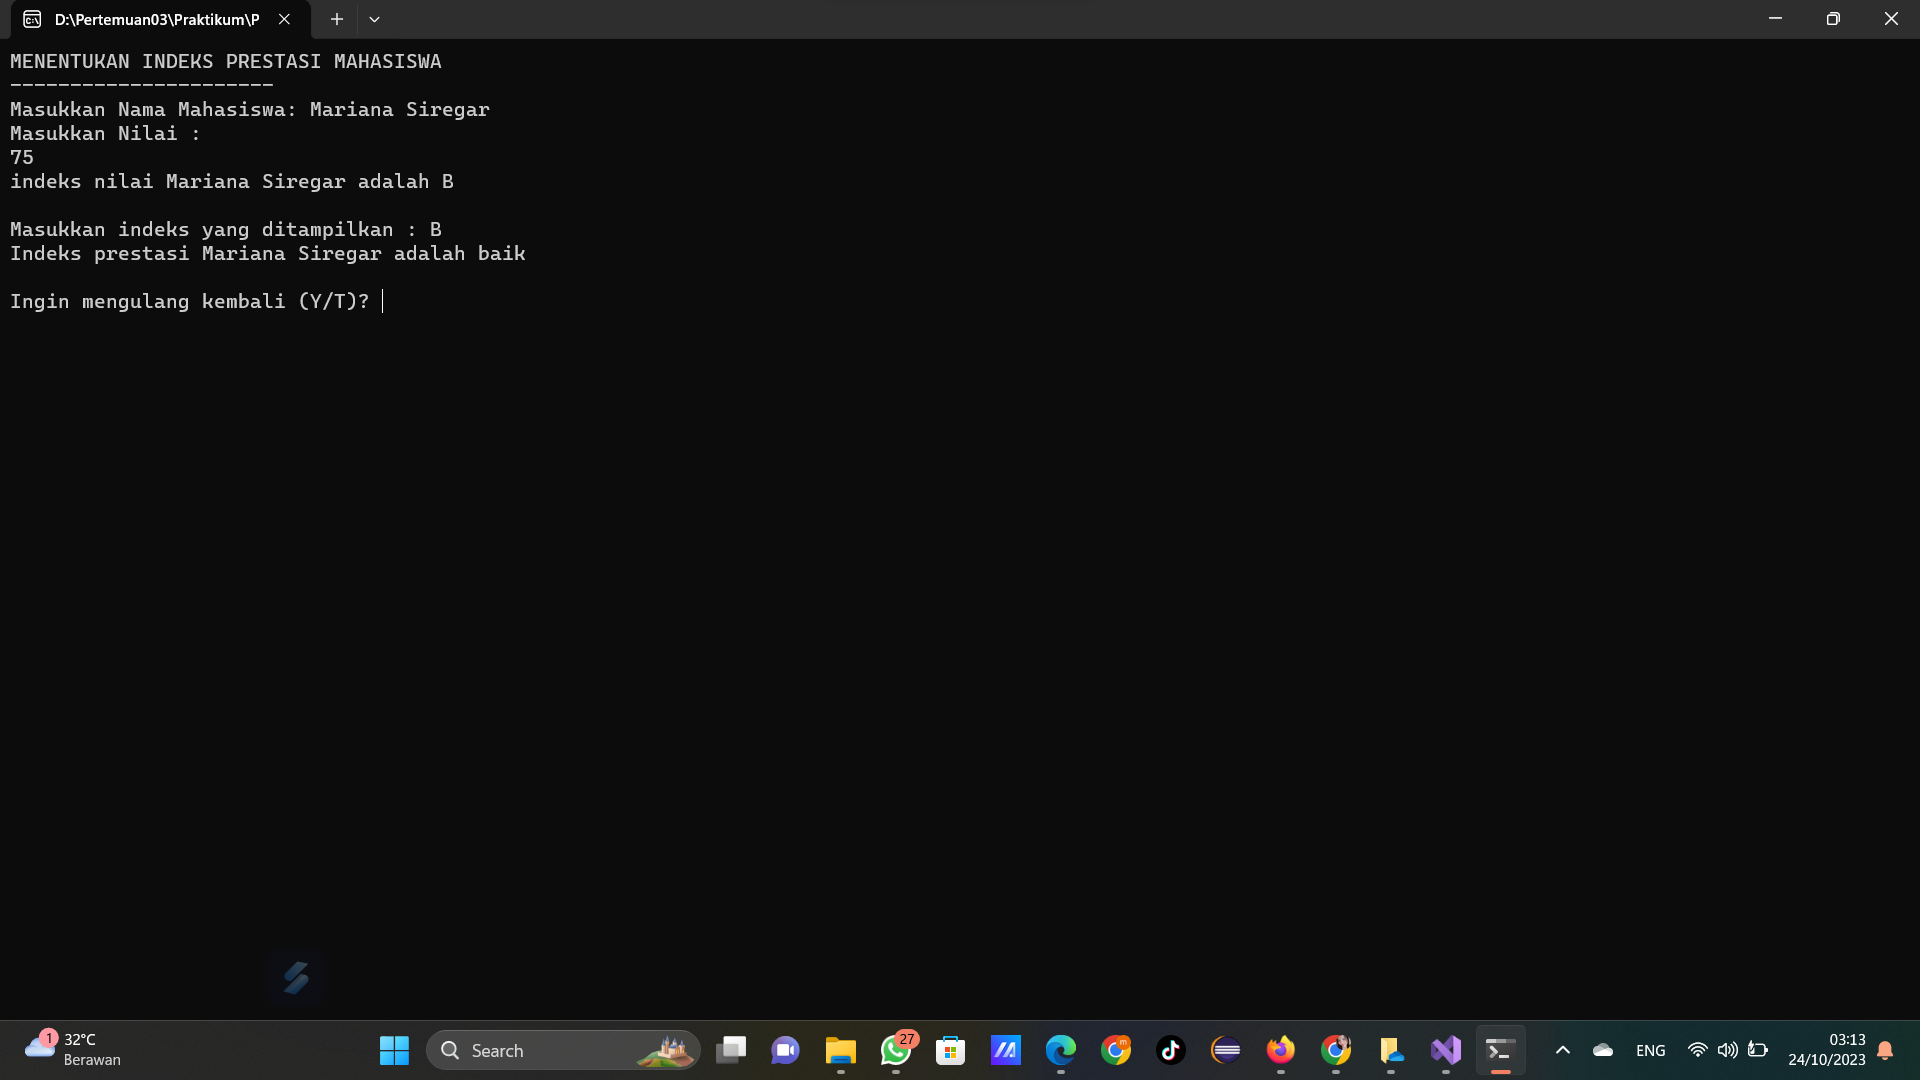 D:\Pertemuan03\Praktikum\P
MENENTUKAN INDEKS PRESTASI MAHASISWA
----------------------
Masukkan Nama Mahasiswa: Mariana Siregar
Masukkan Nilai :
75
indeks nilai Mariana Siregar adalah B
Masukkan indeks yang ditampilkan : B
Indeks prestasi Mariana Siregar adalah baik
Ingin mengulang kembali (Y/T)?
1
32°C
Berawan
Search
27
m
ENG
03:13
24/10/2023